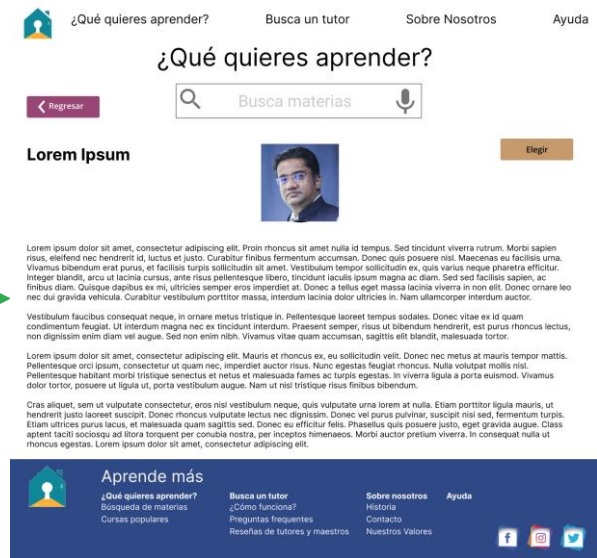 ¿Qué quieres aprender? Busca un tutor Sobre Nosotros Ayuda
¿Qué quieres aprender?
Regresar
Busca materias
Lorem Ipsum
Elegir
Lorem ipsum dolor sit amet, consectetur adipiscing elit. Proin rhoncus sit amet nulla id tempus. Sed tincidunt viverra rutrum. Morbi sapien
risus, eleifend nec hendrerit id, luctus et justo. Curabitur finibus fermentum accumsan. Donec quis posuere nisl. Maecenas eu facilisis urna.
Vivamus bibendum erat purus, et facilisis turpis sollicitudin sit amet. Vestibulum tempor sollicitudin ex, quis varius neque pharetra efficitur.
Integer blandit, arcu ut lacinia cursus, ante risus pellentesque libero, tincidunt iaculis ipsum magna ac diam. Sed sed facilisis sapien, ac
finibus diam. Quisque dapibus ex mi, ultricies semper eros imperdiet at. Donec a tellus eget massa lacinia viverra in non elit. Donec ornare leo
nec dui gravida vehicula. Curabitur vestibulum porttitor massa, interdum lacinia dolor ultricies in. Nam ullamcorper interdum auctor.
Vestibulum faucibus consequat neque, in ornare metus tristique in. Pellentesque laoreet tempus sodales. Donec vitae ex id quam
condimentum feugiat. Ut interdum magna nec ex tincidunt interdum. Praesent semper, risus ut bibendum hendrerit, est purus rhoncus lectus,
non dignissim enim diam vel augue. Sed non enim nibh. Vivamus vitae quam accumsan, sagittis elit blandit, malesuada tortor.
Lorem ipsum dolor sit amet, consectetur adipiscing elit. Mauris et rhoncus ex, eu sollicitudin velit. Donec nec metus at mauris tempor mattis.
Pellentesque orci ipsum, consectetur ut quam nec, imperdiet auctor risus. Nunc egestas feugiat rhoncus. Nulla volutpat mollis nisl.
Pellentesque habitant morbi tristique senectus et netus et malesuada fames ac turpis egestas. In viverra ligula a porta euismod. Vivamus
dolor tortor, posuere ut ligula ut, porta vestibulum augue. Nam ut nisl tristique risus finibus bibendum.
Cras aliquet, sem ut vulputate consectetur, eros nisl vestibulum neque, quis vulputate urna lorem at nulla. Etiam porttitor ligula mauris, ut
hendrerit justo laoreet suscipit. Donec rhoncus vulputate lectus nec dignissim. Donec vel purus pulvinar, suscipit nisi sed, fermentum turpis.
Etiam ultrices purus lacus, et malesuada quam sagittis sed. Donec eu efficitur felis. Phasellus quis posuere justo, eget gravida augue. Class
aptent taciti sociosqu ad litora torquent per conubia nostra, per inceptos himenaeos. Morbi auctor pretium viverra. In consequat nulla ut
rhoncus egestas. Lorem ipsum dolor sit amet, consectetur adipiscing elit.
Aprende más
¿Qué quieres aprender? Busca un tutor Sobre nosotros Ayuda
Búsqueda de materias ¿Cómo funciona? Historia
Cursas populares Preguntas frequentes Contacto
Reseñas de tutores y maestros Nuestros Valores